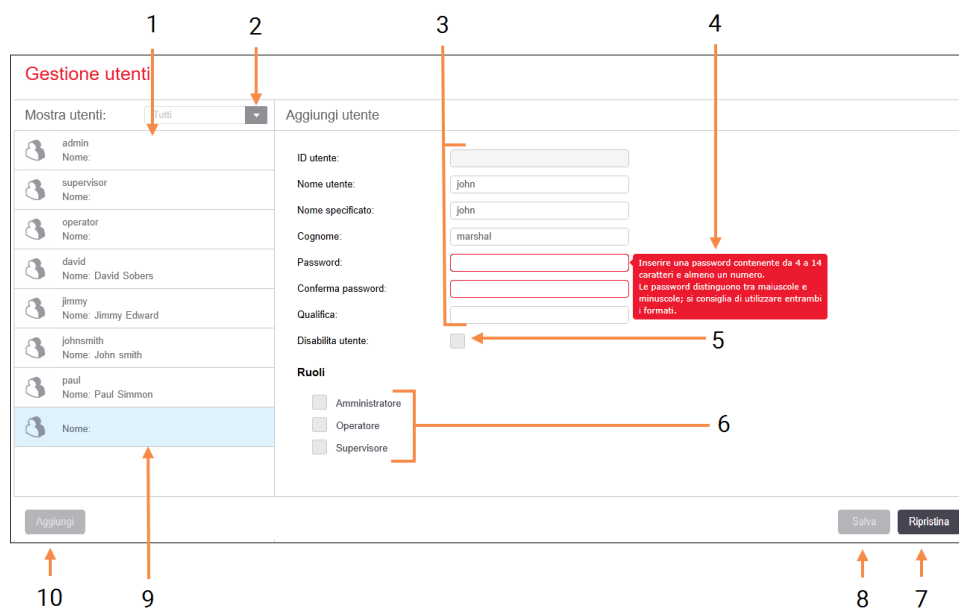 1
2
3
4
Gestione utenti
Mostra utenti:
Tutti
Aggiungi utente
admin
Nome:
supervisor
Nome:
operator
Nome:
david
Nome: David Sobers
jimmy
Nome: Jimmy Edward
johnsmith
Nome: John smith
paul
Nome: Paul Simmon
Nome:
ID utente:
Nome utente:
john
Nome specificato:
john
Cognome:
marshal
Password:
Inserire una password contenente da 4 a 14
caratteri e almeno un numero.
Le password distinguono tra maiuscole e
minuscole; si consiglia di utilizzare entrambi
i formati.
Conferma password:
Qualifica:
Disabilita utente:
5
Ruoli
Amministratore
Operatore
Supervisore
6
Aggiungi
Salva
Ripristina
10
9
8
7